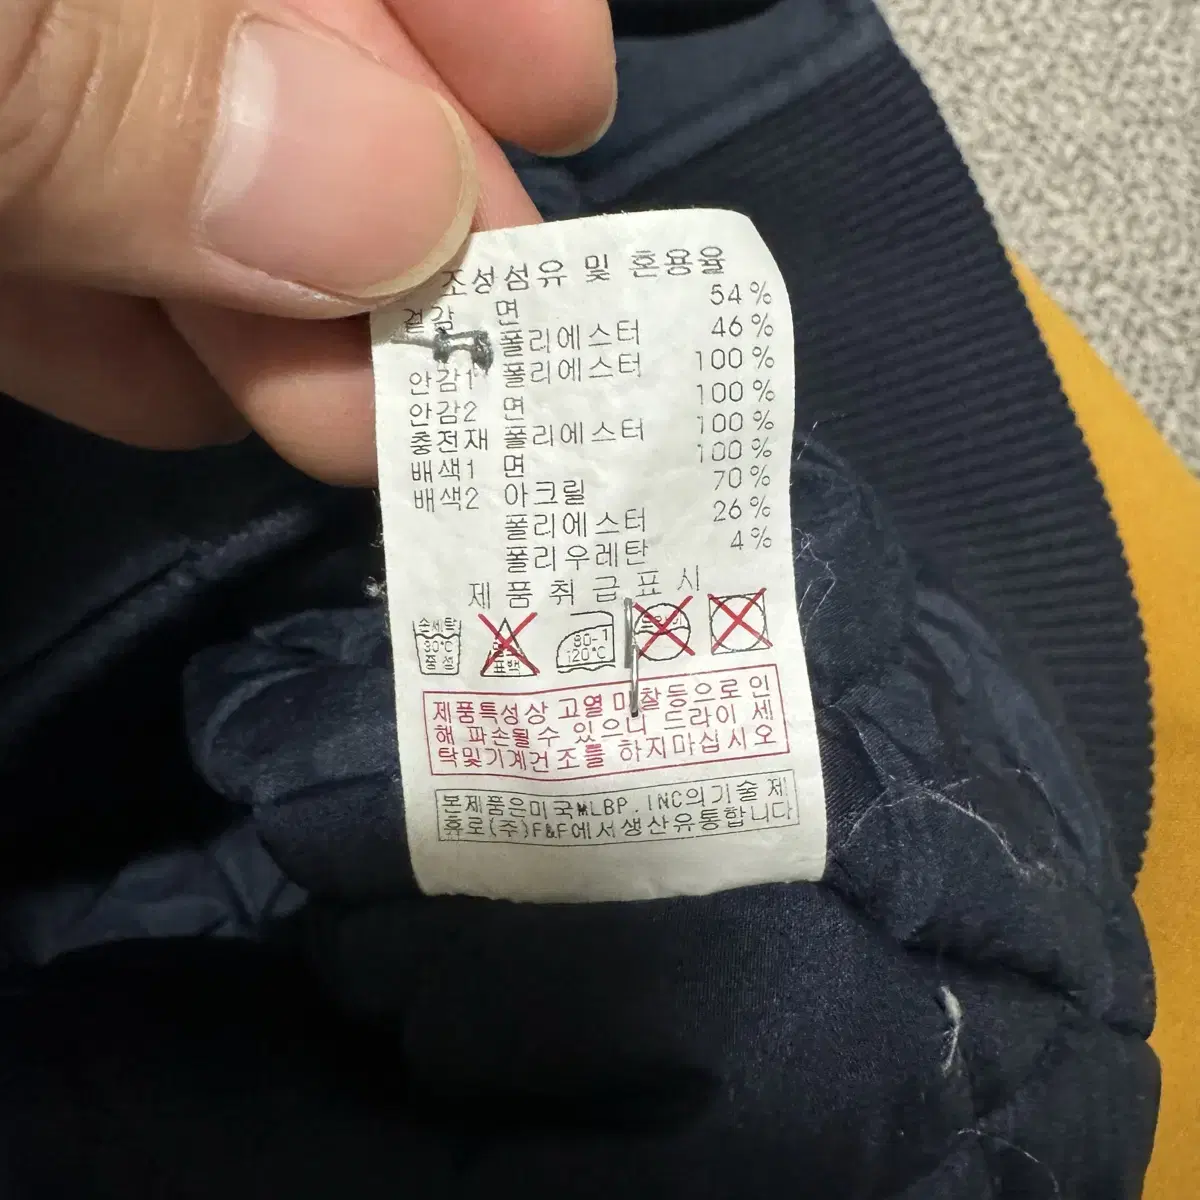 조성섬유 및 혼용율
겉감 면 54%
폴리에스터 46%
안감1 폴리에스터 100%
안감2 면 100%
충전재 폴리에스터 100%
배색1 면 100%
배색2 아크릴 70%
폴리에스터 26%
폴리우레탄 4%
제품취급표시
손세탁
30°C
중성
표백
80-120°C
드라이
제품특성상 고열 마찰등으로인
해 파손될수 있으니 드라이 세
탁및기계건조를 하지마십시오
본제품은미국MLBP.INC의기술 제
휴로(주)F&F에서생산유통합니다